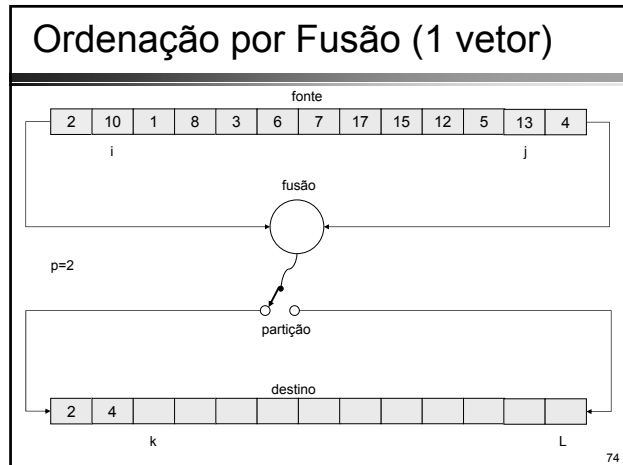 Ordenação por Fusão (1 vetor)
fonte
2 10 1 8 3 6 7 17 15 12 5 13 4
i j
fusão
p=2
partição
destino
2 4
k L
74